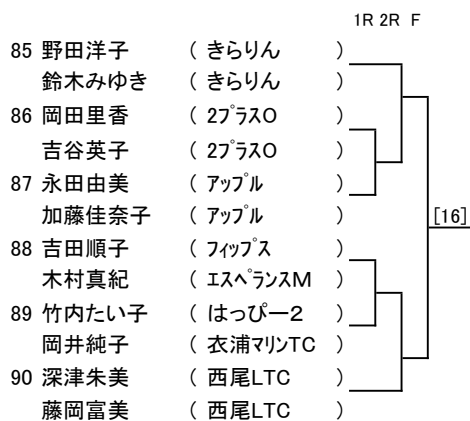 1R 2R F
85 野田洋子 ( きらりん )
鈴木みゆき ( きらりん )
86 岡田里香 ( 2プラスO )
吉谷英子 ( 2プラスO )
87 永田由美 ( アップル )
加藤佳奈子 ( アップル )
[16]
88 吉田順子 ( フィップス )
木村真紀 ( エスペランスM )
89 竹内たい子 ( はっぴー2 )
岡井純子 ( 衣浦マリンTC )
90 深津朱美 ( 西尾LTC )
藤岡富美 ( 西尾LTC )